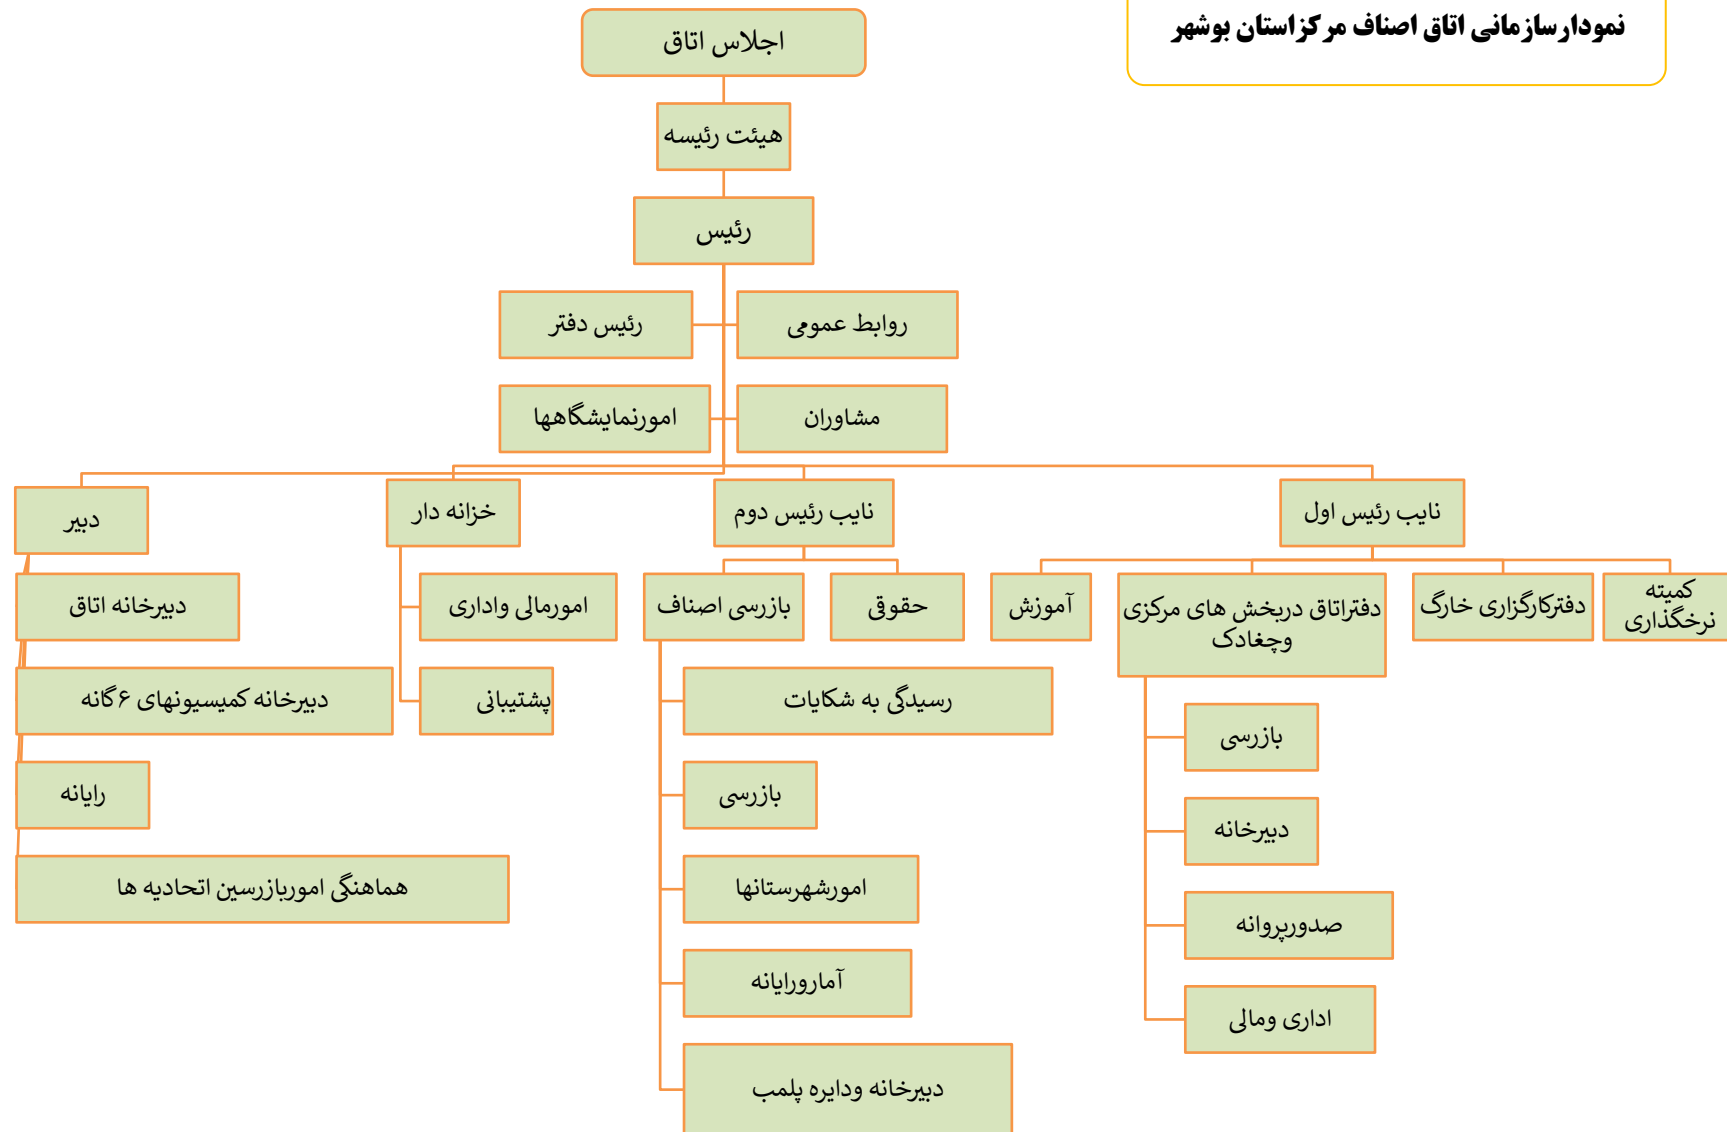 نمودارسازمانی اتاق اصناف مرکزاستان بوشهر
اجلاس اتاق
هیئت رئیسه
رئیس
روابط عمومی
رئیس دفتر
مشاوران
امورنمایشگاهها
نایب رئیس اول
نایب رئیس دوم
خزانه دار
دبیر
کمیته
نرخگذاری
دفترکارگزاری خارگ
دفتراتاق دربخش های مرکزی
وچغادک
آموزش
حقوقی
بازرسی اصناف
امورمالی واداری
دبیرخانه اتاق
بازرسی
دبیرخانه
صدورپروانه
اداری ومالی
رسیدگی به شکایات
بازرسی
امورشهرستانها
آمارورایانه
دبیرخانه ودایره پلمب
پشتیبانی
دبیرخانه کمیسیونهای ۶گانه
رایانه
هماهنگی اموربازرسین اتحادیه ها